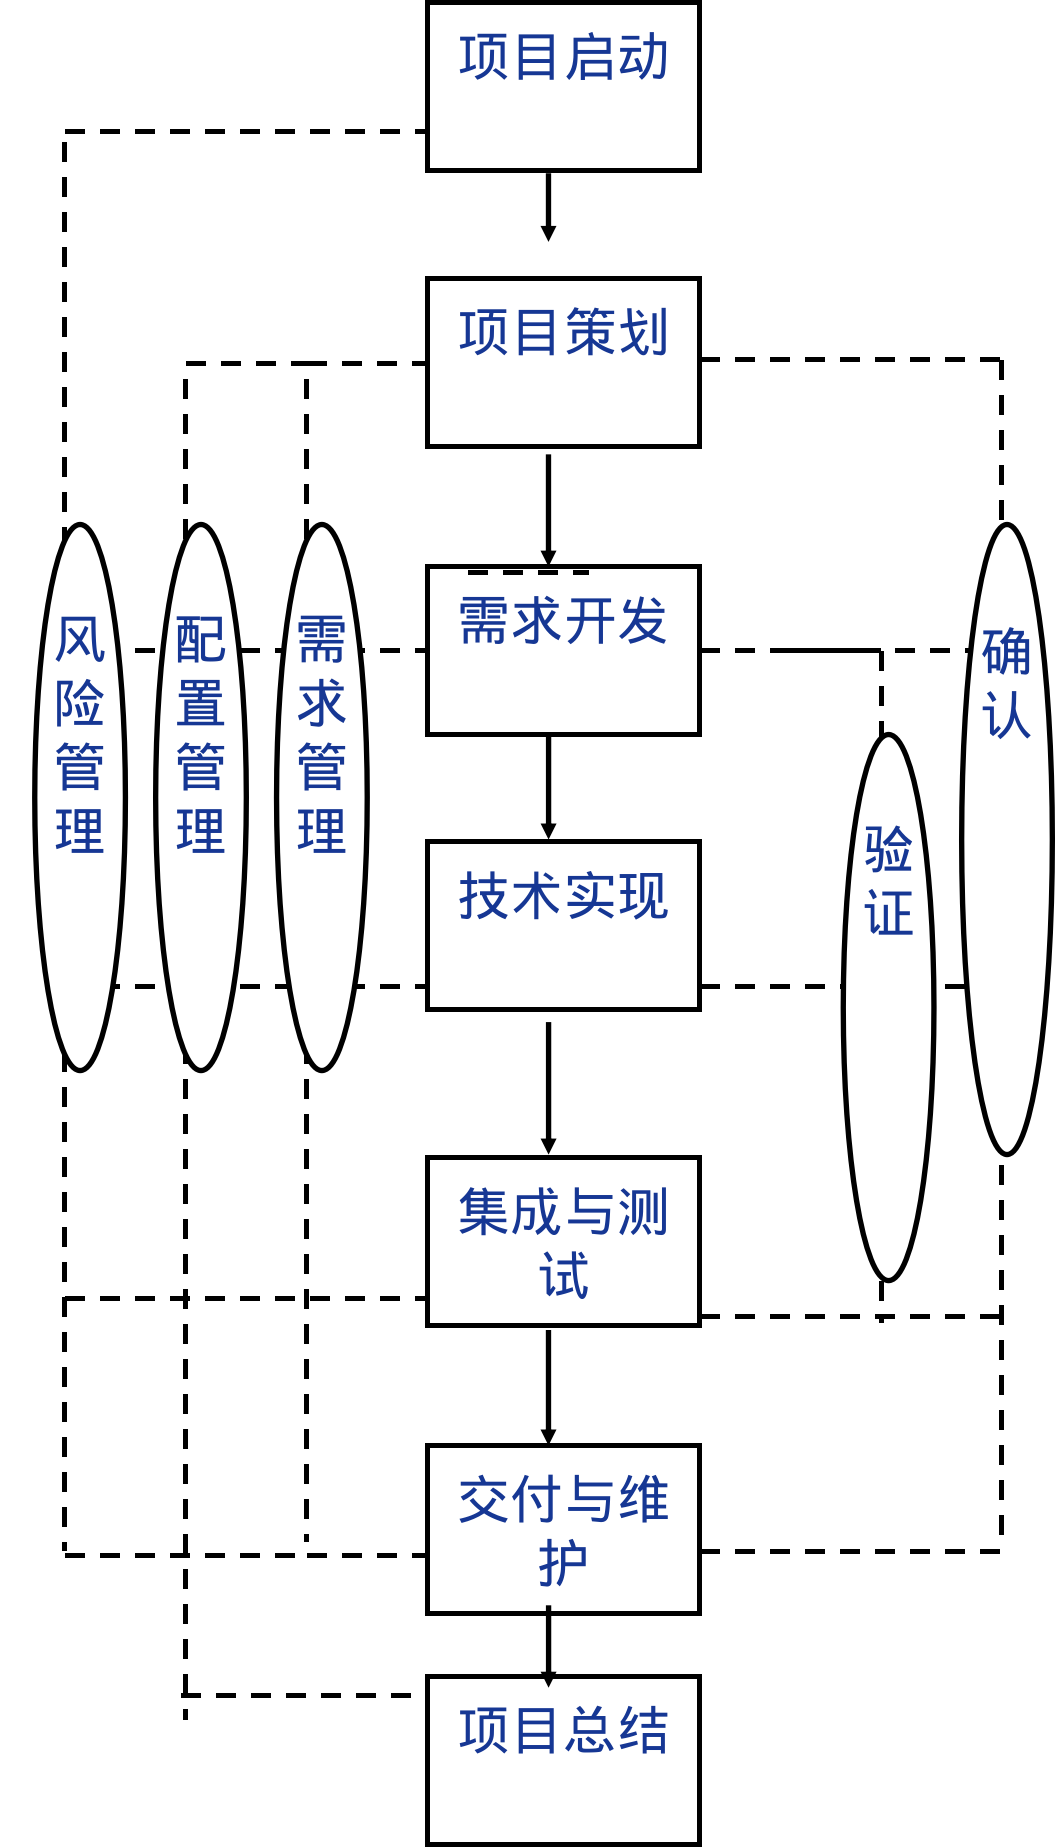 项目启动
项目策划
需求开发
风
险
管
理
配
置
管
理
需
求
管
理
确
认
技术实现
验
证
集成与测
试
交付与维
护
项目总结